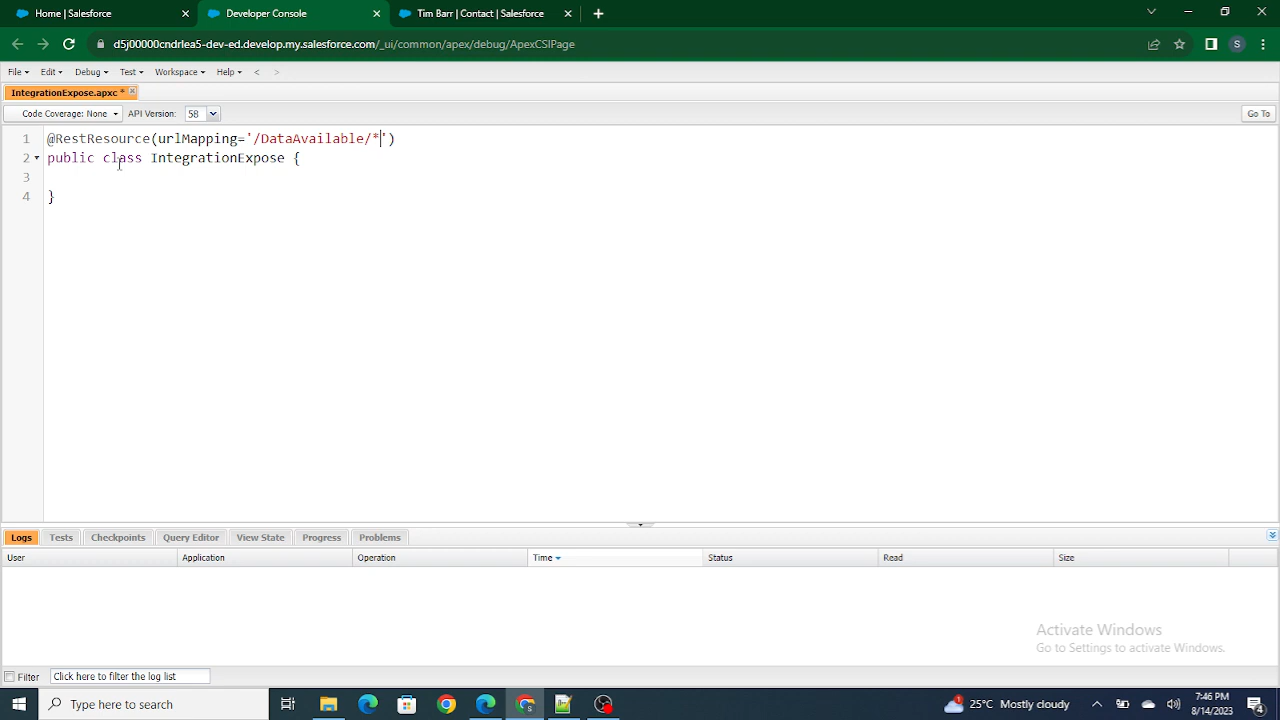 Home | Salesforce
Developer Console
Tim Barr | Contact | Salesforce
d5j00000cndrlea5-dev-ed.develop.my.salesforce.com/_ui/common/apex/debug/ApexCSIPage
S
File Edit Debug Test Workspace Help < >
IntegrationExpose.apxc *
Code Coverage: None API Version: 58 Go To
1 @RestResource(urlMapping='/DataAvailable/*')
2 public class IntegrationExpose {
3
4 }
Logs Tests Checkpoints Query Editor View State Progress Problems
User Application Operation Time Status Read Size
Activate Windows
Go to Settings to activate Windows.
Filter Click here to filter the log list
Type here to search
1 25°C Mostly cloudy
7:46 PM
8/14/2023
4